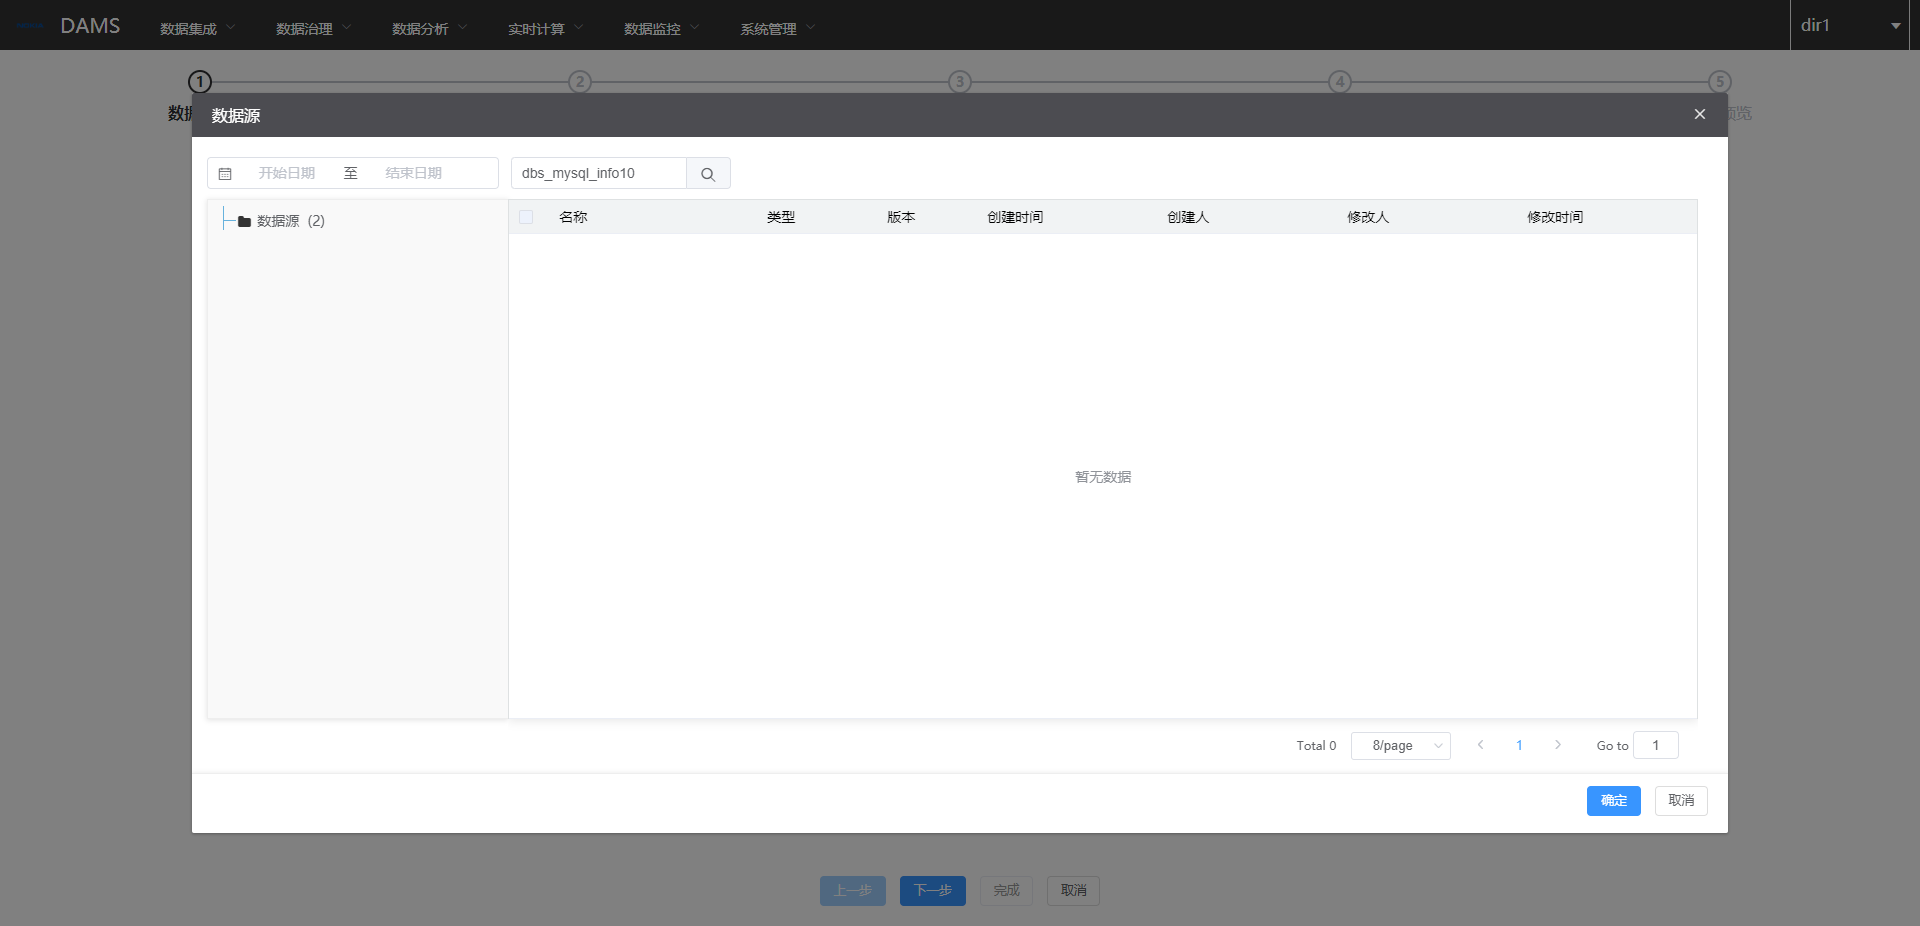 DAMS 数据集成 数据治理 数据分析 实时计算 数据监控 系统管理 dir1
1 2 3 4 5
数据
预览
数据源
开始日期 至 结束日期 dbs_mysql_info10
数据源 (2)
名称 类型 版本 创建时间 创建人 修改人 修改时间
暂无数据
Total 0 8/page 1 Go to 1
确定 取消
上一步 下一步 完成 取消